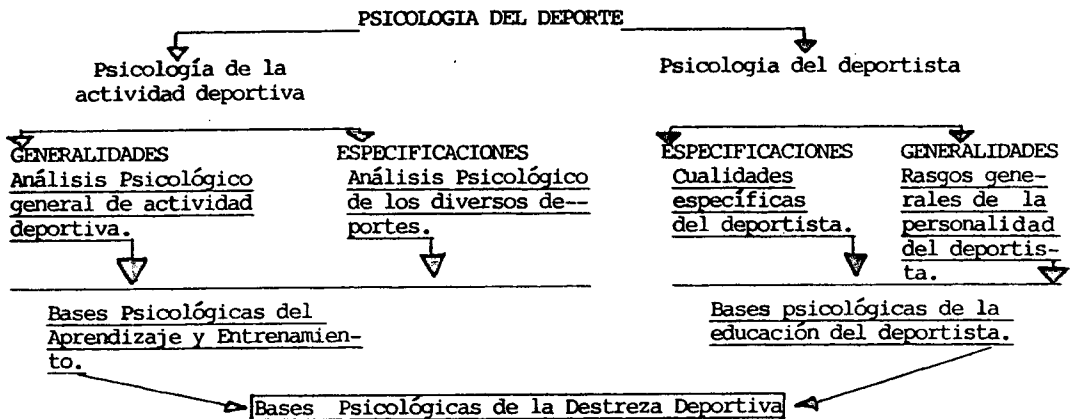 PSICOLOGIA DEL DEPORTE
Psicología de la
actividad deportiva
Psicologia del deportista
GENERALIDADES
Análisis Psicológico
general de actividad
deportiva.
ESPECIFICACIONES
Análisis Psicológico
de los diversos de--
portes.
ESPECIFICACIONES
Cualidades
específicas
del deportista.
GENERALIDADES
Rasgos gene-
rales de la
personalidad
del deportis-
ta.
Bases Psicológicas del
Aprendizaje y Entrenamien-
to.
Bases psicológicas de la
educación del deportista.
Bases Psicológicas de la Destreza Deportiva